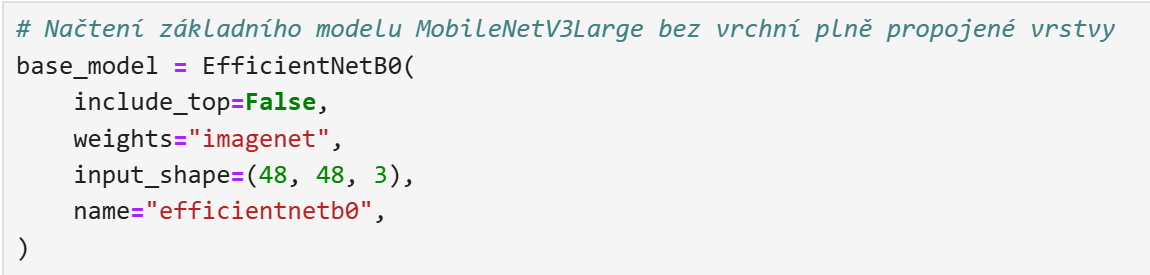 # Načtení základního modelu MobileNetV3Large bez vrchní plně propojené vrstvy
base_model = EfficientNetB0(
    include_top=False,
    weights="imagenet",
    input_shape=(48, 48, 3),
    name="efficientnetb0",
)